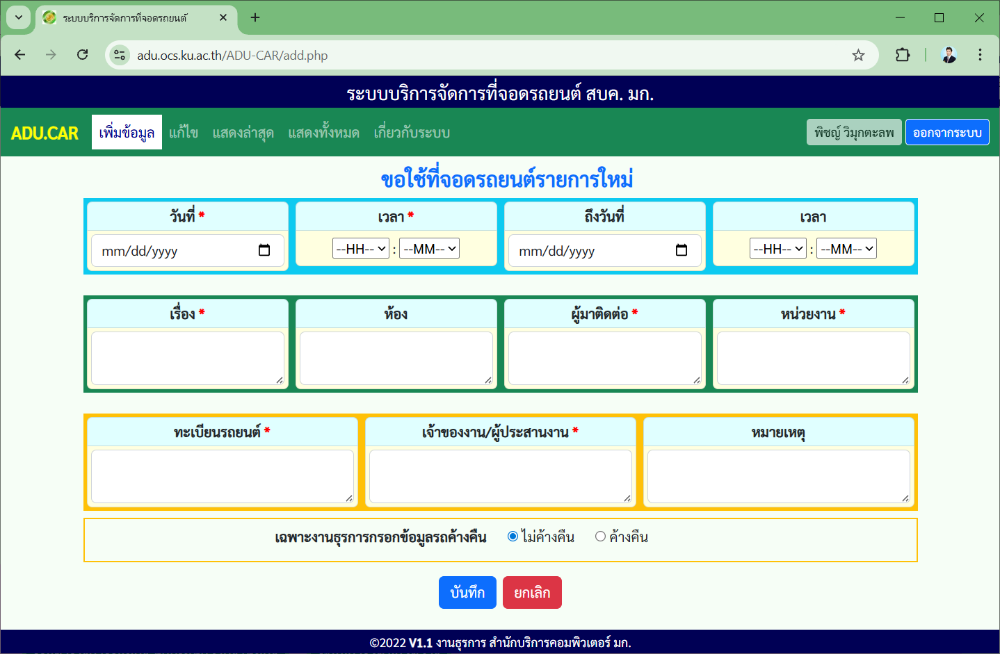 ระบบบริการจัดการที่จอดรถยนต์
adu.ocs.ku.ac.th/ADU-CAR/add.php
ระบบบริการจัดการที่จอดรถยนต์ สบค. มก.
ADU.CAR เพิ่มข้อมูล แก้ไข แสดงล่าสุด แสดงทั้งหมด เกี่ยวกับระบบ พิชญ์ วิมุกตะลพ ออกจากระบบ
ขอใช้ที่จอดรถยนต์รายการใหม่
วันที่ * เวลา * ถึงวันที่ เวลา
mm/dd/yyyy --HH-- : --MM-- mm/dd/yyyy --HH-- : --MM--
เรื่อง * ห้อง ผู้มาติดต่อ * หน่วยงาน *
ทะเบียนรถยนต์ * เจ้าของงาน/ผู้ประสานงาน * หมายเหตุ
เฉพาะงานธุรการกรอกข้อมูลรถค้างคืน ไม่ค้างคืน ค้างคืน
บันทึก ยกเลิก
©2022 V1.1 งานธุรการ สำนักบริการคอมพิวเตอร์ มก.